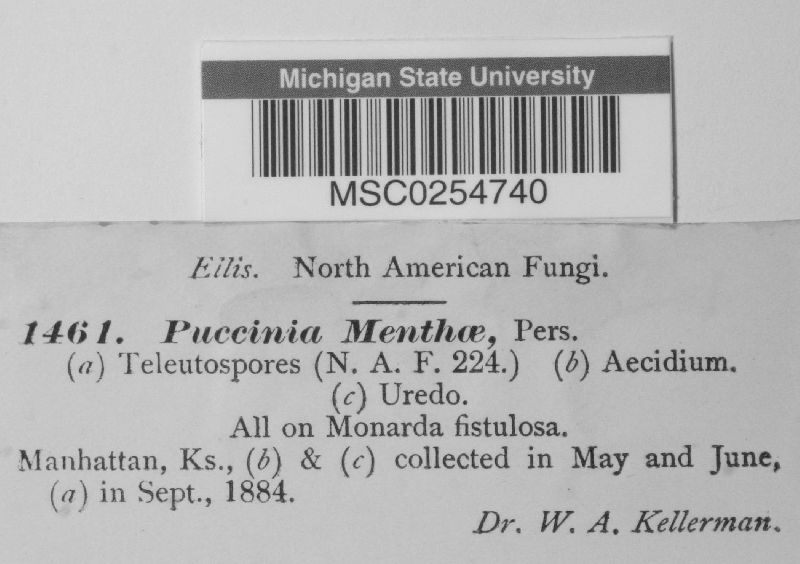 Michigan State University
MSC0254740
Ellis. North American Fungi.
1461. Puccinia Menthæ, Pers.
(a) Teleutospores (N. A. F. 224.) (b) Aecidium.
(c) Uredo.
All on Monarda fistulosa.
Manhattan, Ks., (b) & (c) collected in May and June,
(a) in Sept., 1884.
Dr. W. A. Kellerman.